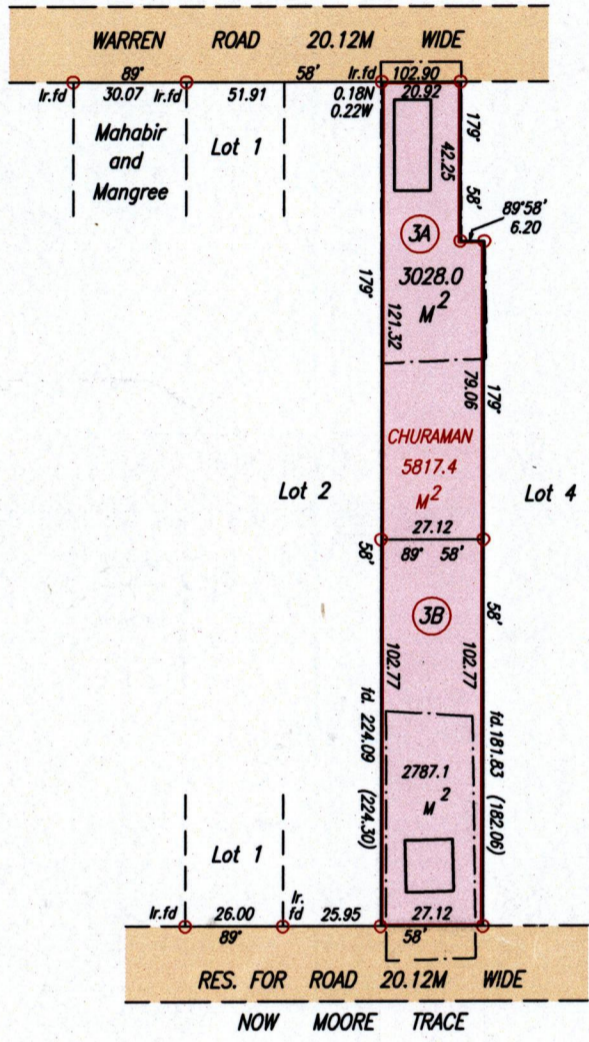 WARREN ROAD 20.12M WIDE
89° 58' Ir.fd 102.90
Ir.fd 30.07 Ir.fd 51.91 0.18N 20.92
0.22W
Mahabir
and
Mangree
Lot 1
179°
42.25
58'
89°58'
6.20
3A
3028.0
M²
179°
121.32
79.06
179°
CHURAMAN
5817.4
M²
Lot 2
Lot 4
27.12
58'
89° 58'
3B
58'
102.77
102.77
fd. 224.09 (224.30)
fd.181.83 (182.06)
2787.1
M²
Lot 1
Ir.fd 26.00 Ir.
fd 25.95 27.12
89° 58'
RES. FOR ROAD 20.12M WIDE
NOW MOORE TRACE